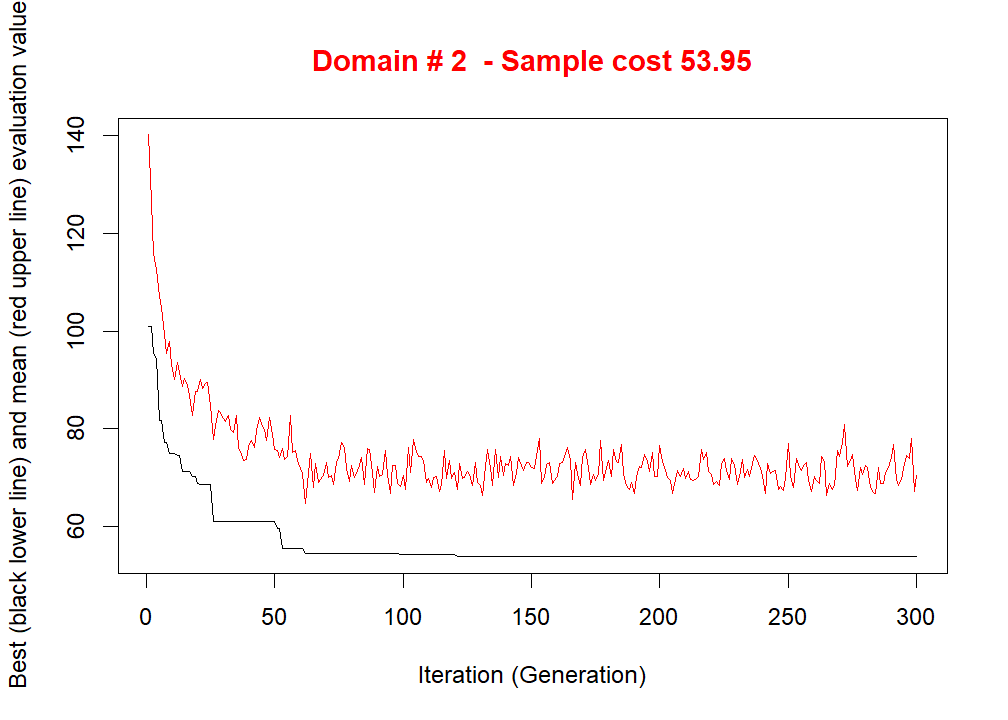 Domain # 2  - Sample cost 53.95
Best (black lower line) and mean (red upper line) evaluation value
140
120
100
80
60
0 50 100 150 200 250 300
Iteration (Generation)